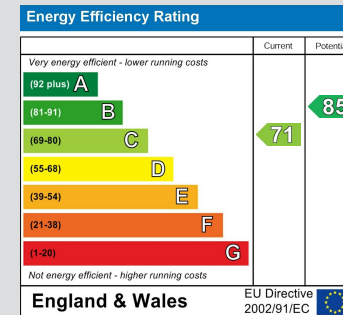 Energy Efficiency Rating
Current Potenti
Very energy efficient - lower running costs
(92 plus) A
(81-91) B
85
(69-80) C
71
(55-68) D
(39-54) E
(21-38) F
(1-20) G
Not energy efficient - higher running costs
England & Wales
EU Directive
2002/91/EC